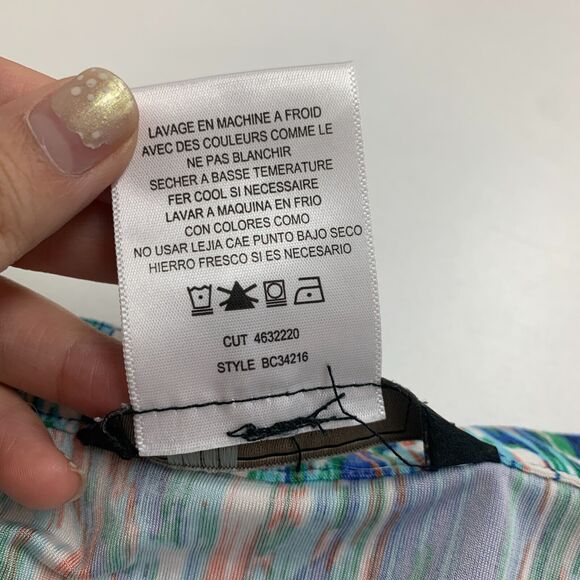 LAVAGE EN MACHINE A FROID
AVEC DES COULEURS COMME LE
NE PAS BLANCHIR
SECHER A BASSE TEMERATURE
FER COOL SI NECESSAIRE
LAVAR A MAQUINA EN FRIO
CON COLORES COMO
NO USAR LEJIA CAE PUNTO BAJO SECO
HIERRO FRESCO SI ES NECESARIO
CUT 4632220
STYLE BC34216